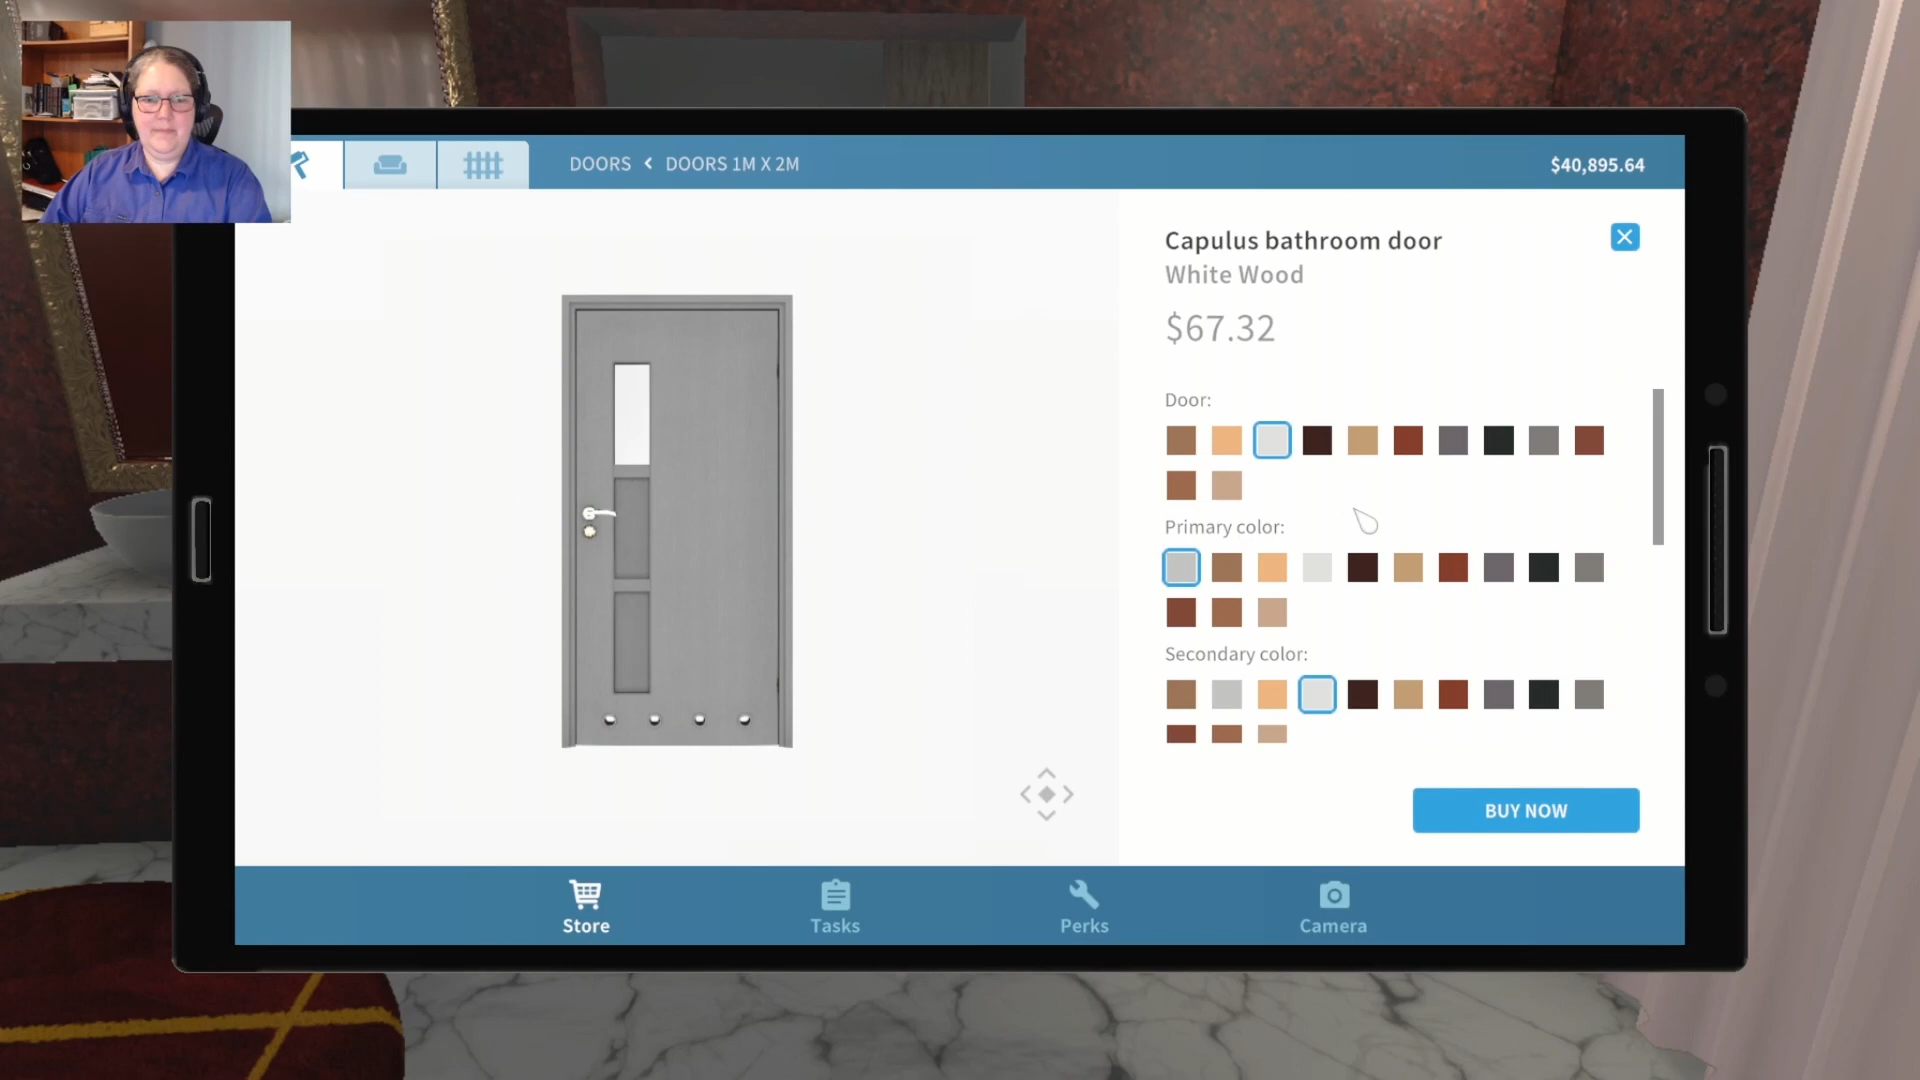 DOORS < DOORS 1M X 2M
$40,895.64
Capulus bathroom door
White Wood
$67.32
Door:
Primary color:
Secondary color:
BUY NOW
Store
Tasks
Perks
Camera